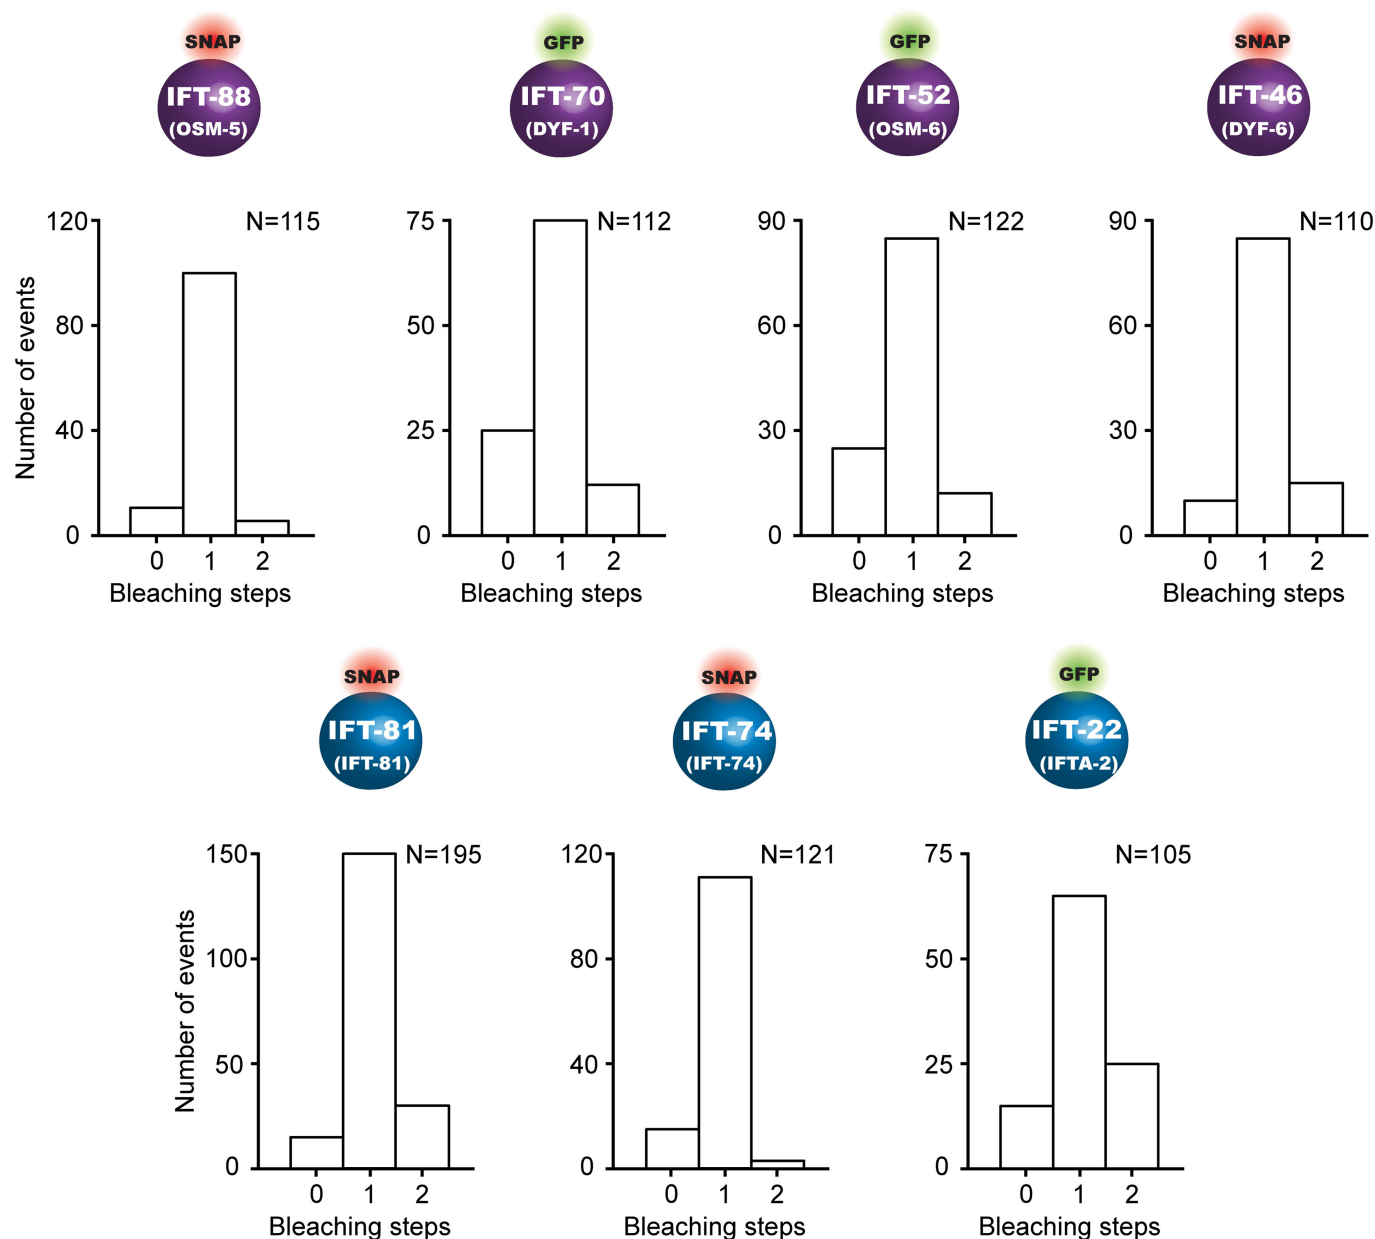 SNAP
IFT-88
(OSM-5)
GFP
IFT-70
(DYF-1)
GFP
IFT-52
(OSM-6)
SNAP
IFT-46
(DYF-6)
Number of events
120
80
40
0
N=115
0 1 2
Bleaching steps
75
50
25
0
N=112
0 1 2
Bleaching steps
90
60
30
0
N=122
0 1 2
Bleaching steps
90
60
30
0
N=110
0 1 2
Bleaching steps
SNAP
IFT-81
(IFT-81)
SNAP
IFT-74
(IFT-74)
GFP
IFT-22
(IFTA-2)
Number of events
150
100
50
0
N=195
0 1 2
Bleaching steps
120
80
40
0
N=121
0 1 2
Bleaching steps
75
50
25
0
N=105
0 1 2
Bleaching steps